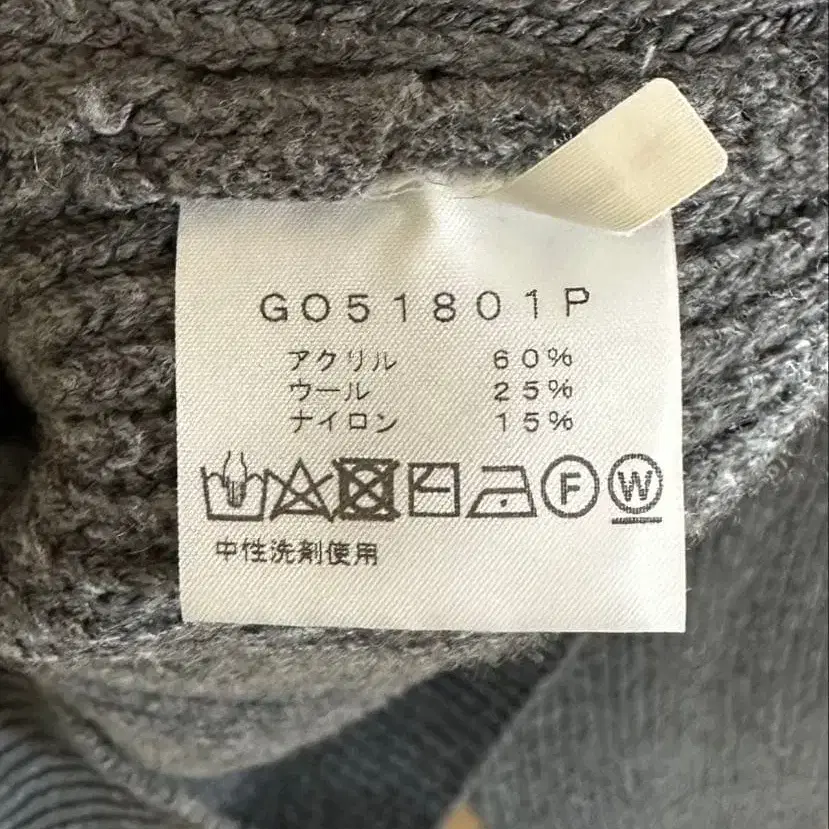 GO51801P
アクリル 60%
ウール 25%
ナイロン 15%
F W
中性洗剤使用